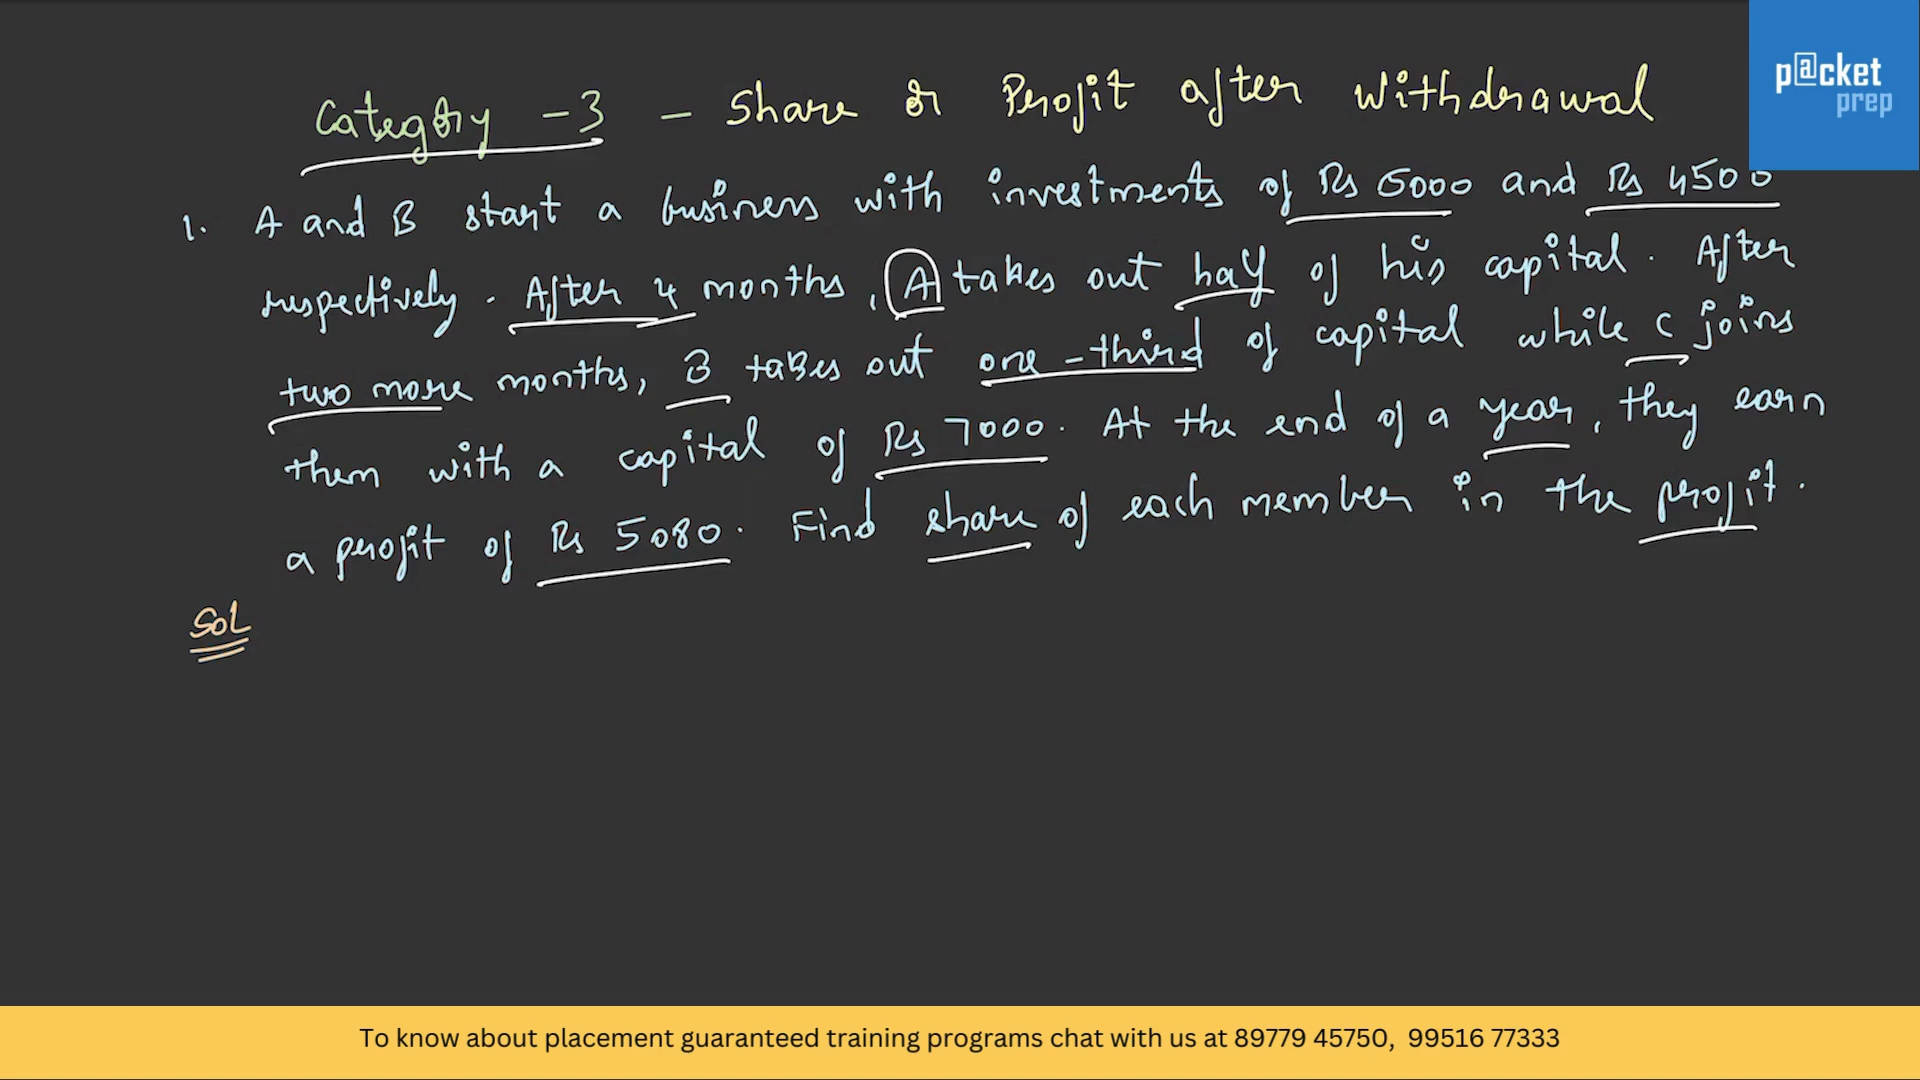 Category - 3 - Share or Profit after Withdrawal
p@cket
prep
1. A and B start a business with investments of Rs 6000 and Rs 4500
respectively. After 4 months, A takes out half of his capital. After
two more months, B takes out one-third of capital while C joins
them with a capital of Rs 7000. At the end of a year, they earn
a profit of Rs 5080. Find share of each member in the profit.
Sol
To know about placement guaranteed training programs chat with us at 89779 45750, 99516 77333